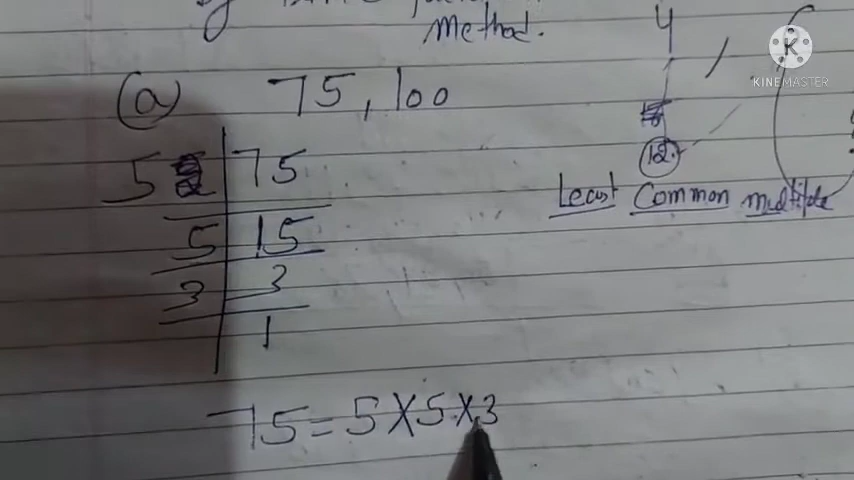 by
Method.
4
(a) 75, 100
12
5 | 75
Least Common multiple
5 | 15
3 | 3
1
75 = 5 X 5 X 3
K
KINEMASTER